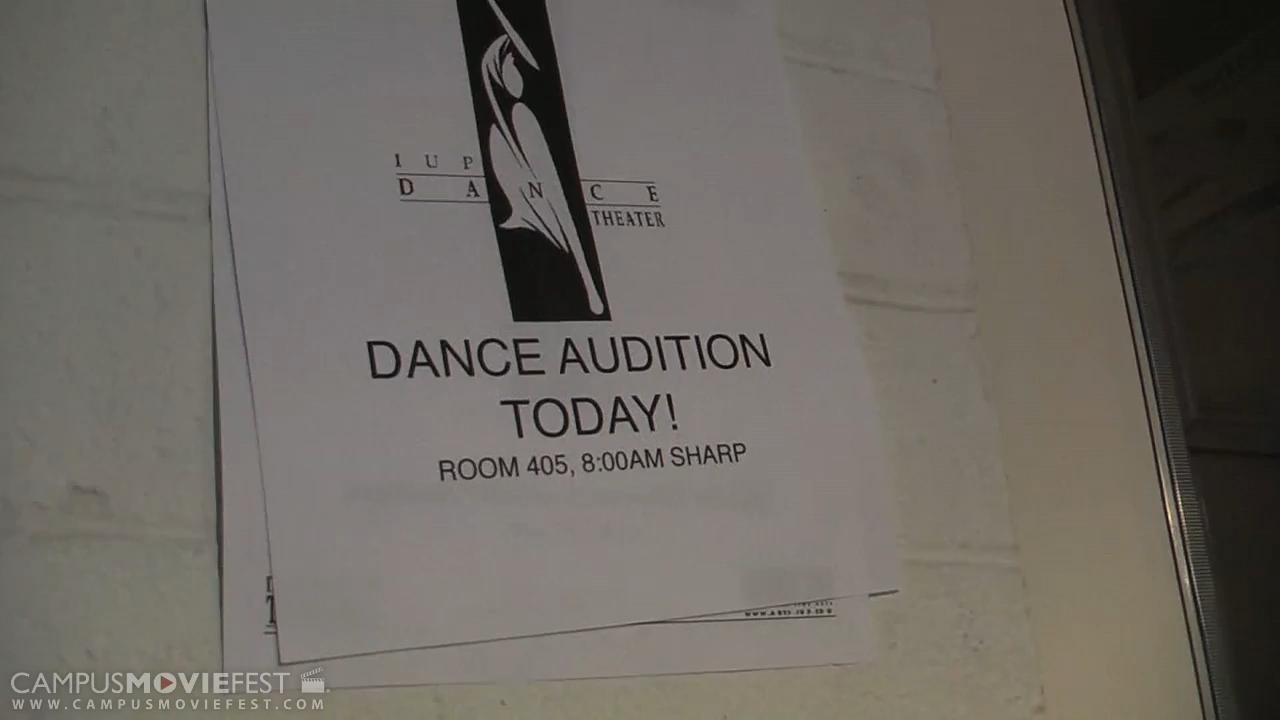 IUP
DANCE
THEATER
DANCE AUDITION
TODAY!
ROOM 405, 8:00AM SHARP
CAMPUSMOVIEFEST
WWW.CAMPUSMOVIEFEST.COM